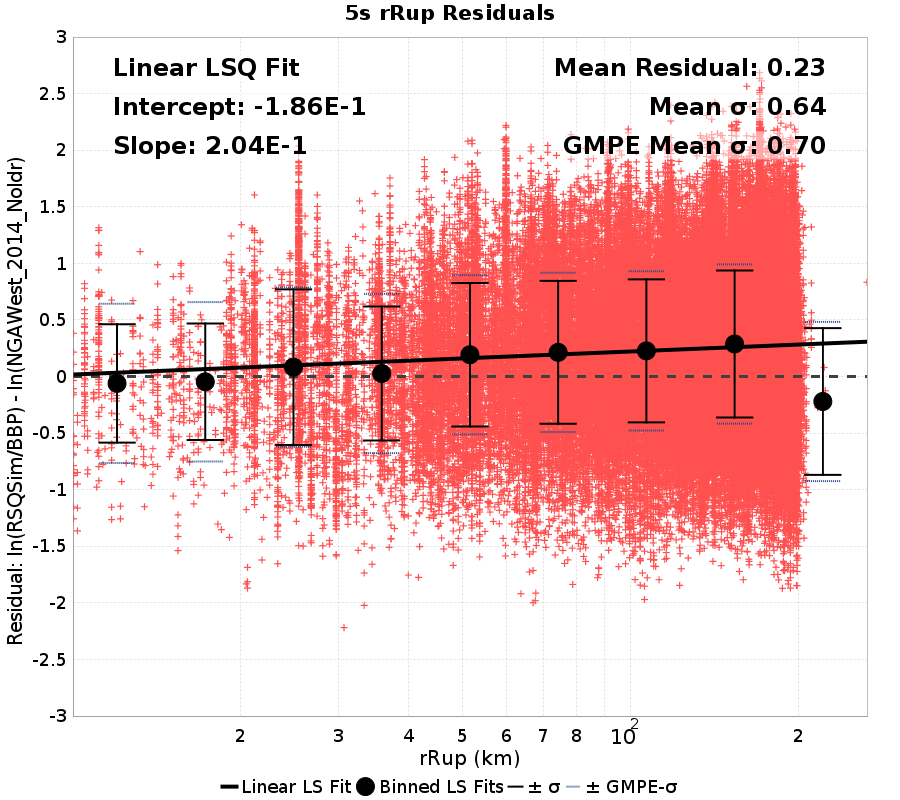 5s rRup Residuals
Linear LSQ Fit
Intercept: -1.86E-1
Slope: 2.04E-1
Mean Residual: 0.23
Mean σ: 0.64
GMPE Mean σ: 0.70
Residual: ln(RSQSim/BBP) - ln(NGAWest_2014_NoIdr)
3
2.5
2
1.5
1
0.5
0
-0.5
-1
-1.5
-2
-2.5
-3
2 3 4 5 6 7 8 10^2 2
rRup (km)
Linear LS Fit Binned LS Fits ± σ ± GMPE-σ